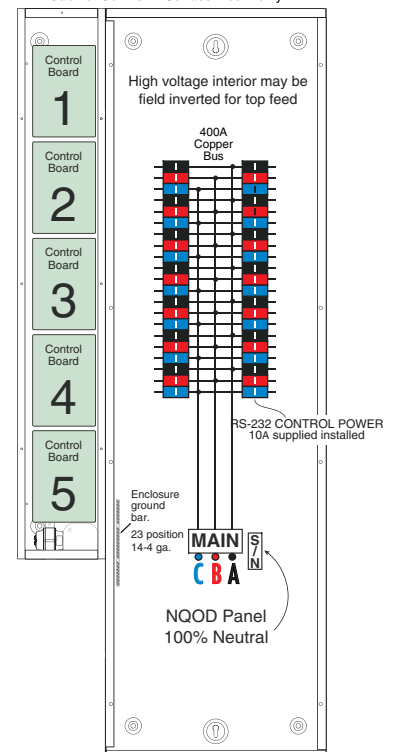 Control
Board
1
Control
Board
2
Control
Board
3
Control
Board
4
Control
Board
5
High voltage interior may be
field inverted for top feed
400A
Copper
Bus
RS-232 CONTROL POWER
10A supplied installed
Enclosure
ground
bar.
23 position
14-4 ga.
MAIN
S/N
C B A
NQOD Panel
100% Neutral